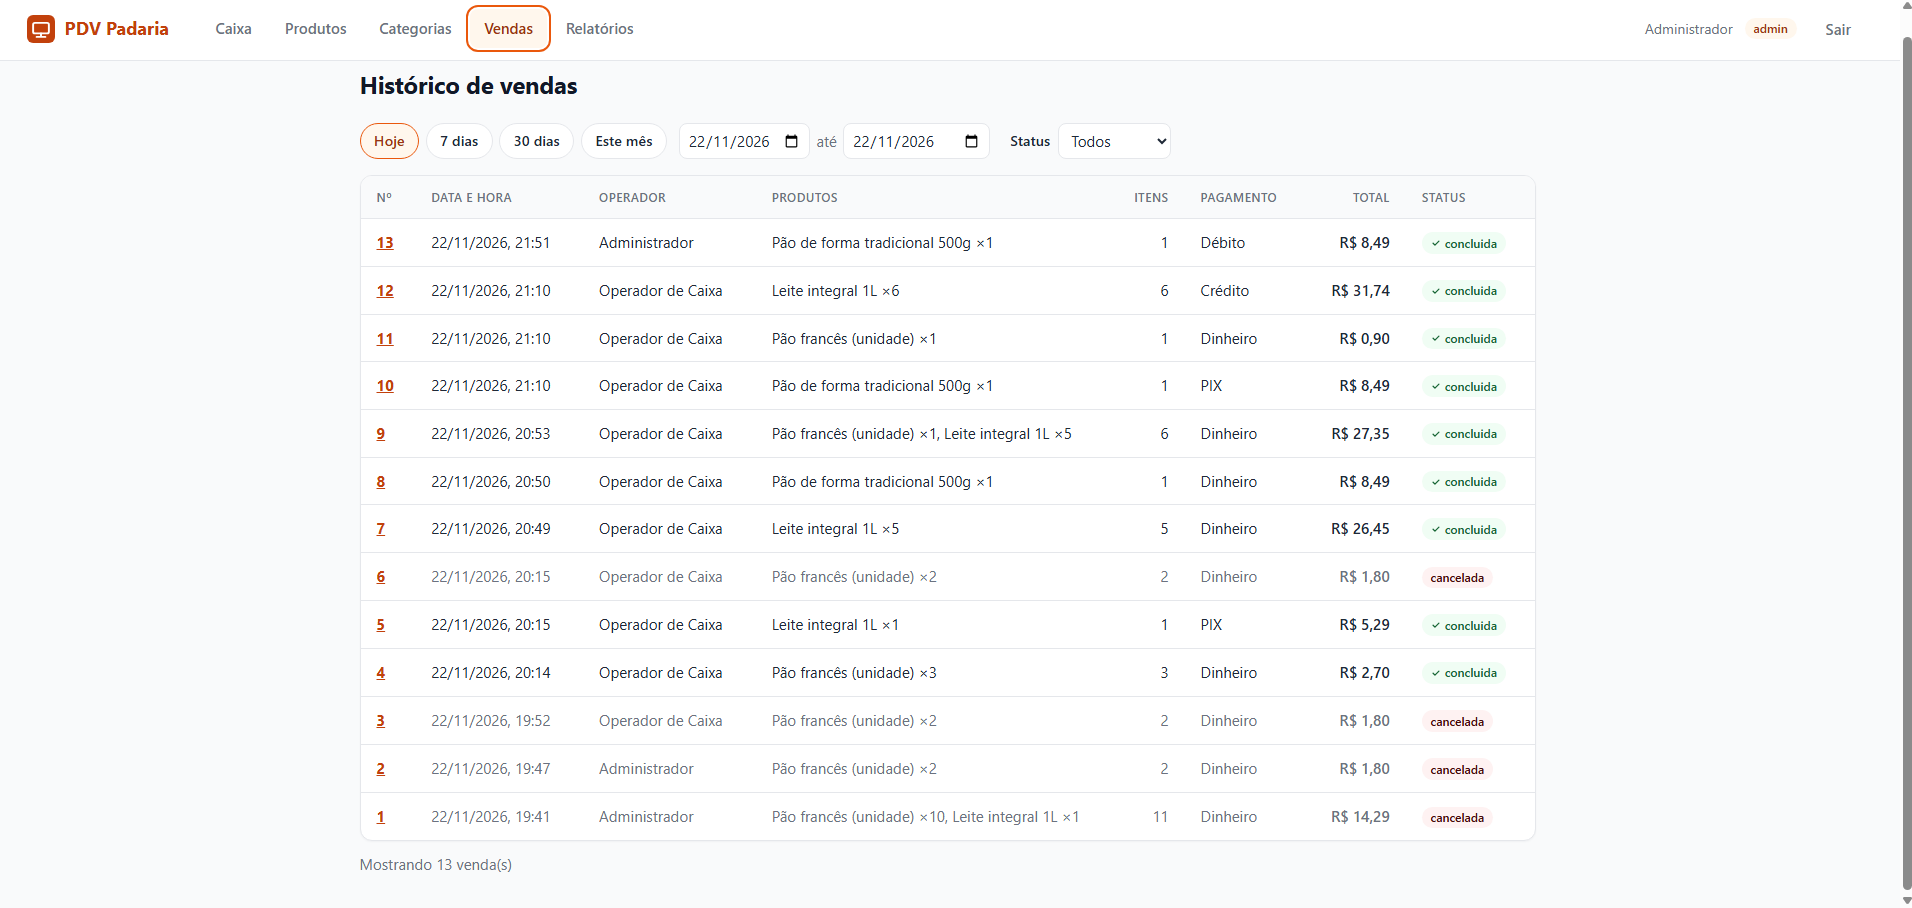 PDV Padaria Caixa Produtos Categorias Vendas Relatórios Administrador admin Sair
Histórico de vendas
Hoje 7 dias 30 dias Este mês 22/11/2026 até 22/11/2026 Status Todos
Nº DATA E HORA OPERADOR PRODUTOS ITENS PAGAMENTO TOTAL STATUS
13 22/11/2026, 21:51 Administrador Pão de forma tradicional 500g ×1 1 Débito R$ 8,49 ✓ concluida
12 22/11/2026, 21:10 Operador de Caixa Leite integral 1L ×6 6 Crédito R$ 31,74 ✓ concluida
11 22/11/2026, 21:10 Operador de Caixa Pão francês (unidade) ×1 1 Dinheiro R$ 0,90 ✓ concluida
10 22/11/2026, 21:10 Operador de Caixa Pão de forma tradicional 500g ×1 1 PIX R$ 8,49 ✓ concluida
9 22/11/2026, 20:53 Operador de Caixa Pão francês (unidade) ×1, Leite integral 1L ×5 6 Dinheiro R$ 27,35 ✓ concluida
8 22/11/2026, 20:50 Operador de Caixa Pão de forma tradicional 500g ×1 1 Dinheiro R$ 8,49 ✓ concluida
7 22/11/2026, 20:49 Operador de Caixa Leite integral 1L ×5 5 Dinheiro R$ 26,45 ✓ concluida
6 22/11/2026, 20:15 Operador de Caixa Pão francês (unidade) ×2 2 Dinheiro R$ 1,80 cancelada
5 22/11/2026, 20:15 Operador de Caixa Leite integral 1L ×1 1 PIX R$ 5,29 ✓ concluida
4 22/11/2026, 20:14 Operador de Caixa Pão francês (unidade) ×3 3 Dinheiro R$ 2,70 ✓ concluida
3 22/11/2026, 19:52 Operador de Caixa Pão francês (unidade) ×2 2 Dinheiro R$ 1,80 cancelada
2 22/11/2026, 19:47 Administrador Pão francês (unidade) ×2 2 Dinheiro R$ 1,80 cancelada
1 22/11/2026, 19:41 Administrador Pão francês (unidade) ×10, Leite integral 1L ×1 11 Dinheiro R$ 14,29 cancelada
Mostrando 13 venda(s)